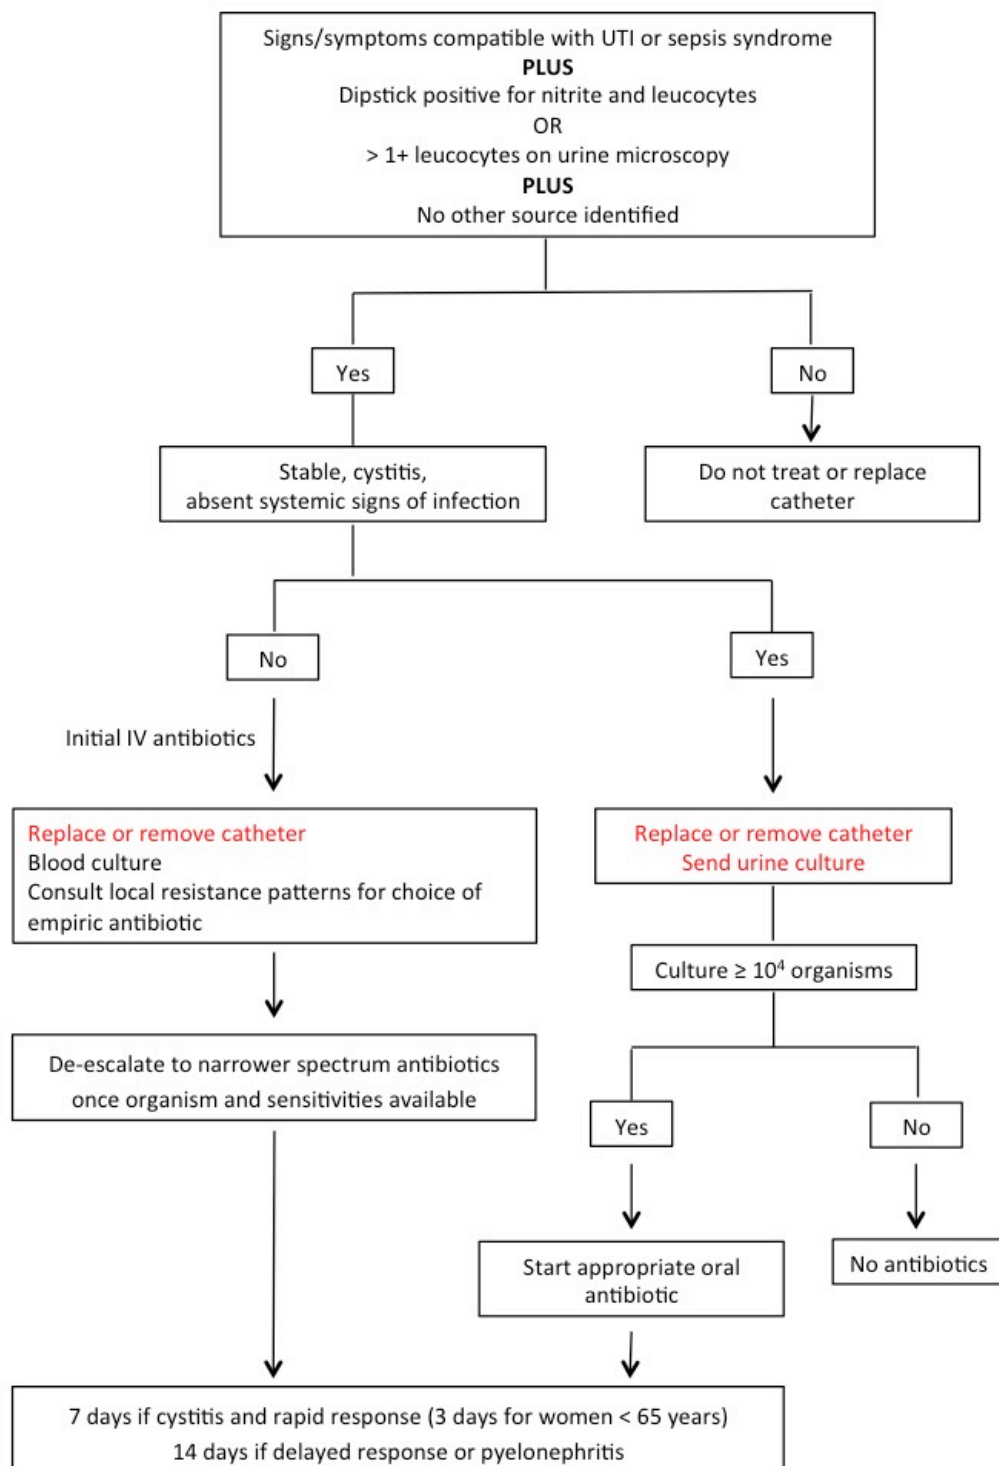 Signs/symptoms compatible with UTI or sepsis syndrome
PLUS
Dipstick positive for nitrite and leucocytes
OR
> 1+ leucocytes on urine microscopy
PLUS
No other source identified
Yes
No
Stable, cystitis,
absent systemic signs of infection
Do not treat or replace
catheter
No
Yes
Initial IV antibiotics
Replace or remove catheter
Blood culture
Consult local resistance patterns for choice of
empiric antibiotic
Replace or remove catheter
Send urine culture
Culture ≥ 10⁴ organisms
De-escalate to narrower spectrum antibiotics
once organism and sensitivities available
Yes
No
Start appropriate oral
antibiotic
No antibiotics
7 days if cystitis and rapid response (3 days for women < 65 years)
14 days if delayed response or pyelonephritis